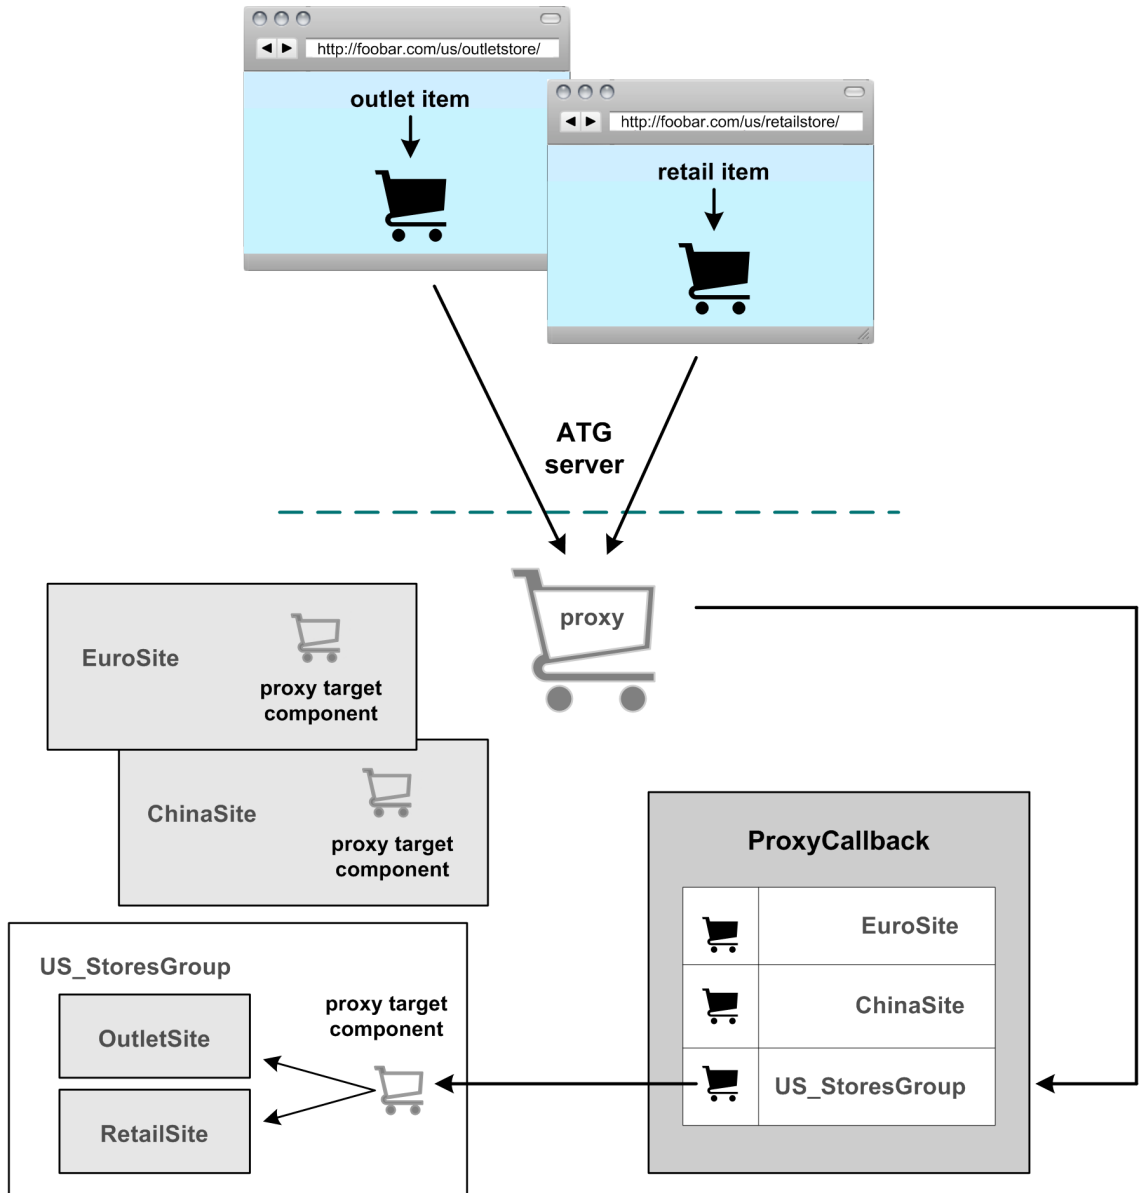 http://foobar.com/us/outletstore/
outlet item
http://foobar.com/us/retailstore/
retail item
ATG
server
proxy
EuroSite
proxy target
component
ChinaSite
proxy target
component
ProxyCallback
EuroSite
ChinaSite
US_StoresGroup
US_StoresGroup
proxy target
component
OutletSite
RetailSite